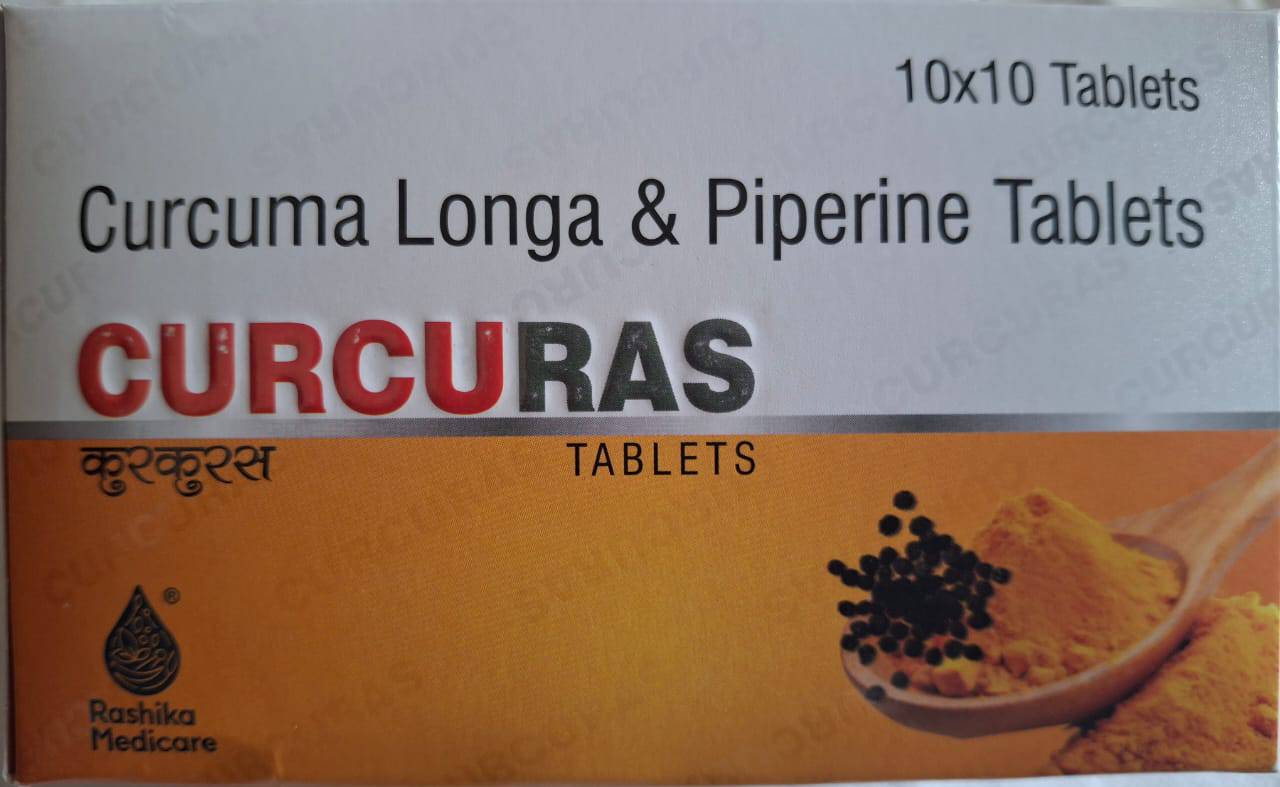 10x10 Tablets
Curcuma Longa & Piperine Tablets
CURCURAS
कुरकुरस
TABLETS
®
Rashika
Medicare